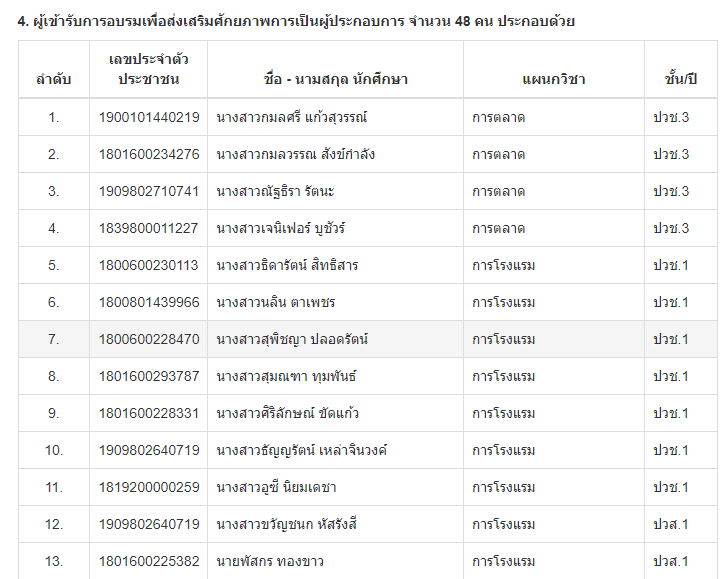 4. ผู้เข้ารับการอบรมเพื่อส่งเสริมศักยภาพการเป็นผู้ประกอบการ จำนวน 48 คน ประกอบด้วย
ลำดับ เลขประจำตัวประชาชน ชื่อ - นามสกุล นักศึกษา แผนกวิชา ชั้น/ปี
1. 1900101440219 นางสาวกมลศรี แก้วสุวรรณ์ การตลาด ปวช.3
2. 1801600234276 นางสาวกมลวรรณ สังข์กำลัง การตลาด ปวช.3
3. 1909802710741 นางสาวณัฐธิรา รัตนะ การตลาด ปวช.3
4. 1839800011227 นางสาวเจนิเฟอร์ บูชัวร์ การตลาด ปวช.3
5. 1800600230113 นางสาวธิดารัตน์ สิทธิสาร การโรงแรม ปวช.1
6. 1800801439966 นางสาวนลิน ตาเพชร การโรงแรม ปวช.1
7. 1800600228470 นางสาวสุพิชญา ปลอดรัตน์ การโรงแรม ปวช.1
8. 1801600293787 นางสาวสุมณฑา ทุมพันธ์ การโรงแรม ปวช.1
9. 1801600228331 นางสาวศิริลักษณ์ ขัดแก้ว การโรงแรม ปวช.1
10. 1909802640719 นางสาวธัญญรัตน์ เหล่าจินวงค์ การโรงแรม ปวช.1
11. 1819200000259 นางสาวอูซี นิยมเดชา การโรงแรม ปวช.1
12. 1909802640719 นางสาวขวัญชนก หัสรังสี การโรงแรม ปวส.1
13. 1801600225382 นายพัสกร ทองขาว การโรงแรม ปวส.1